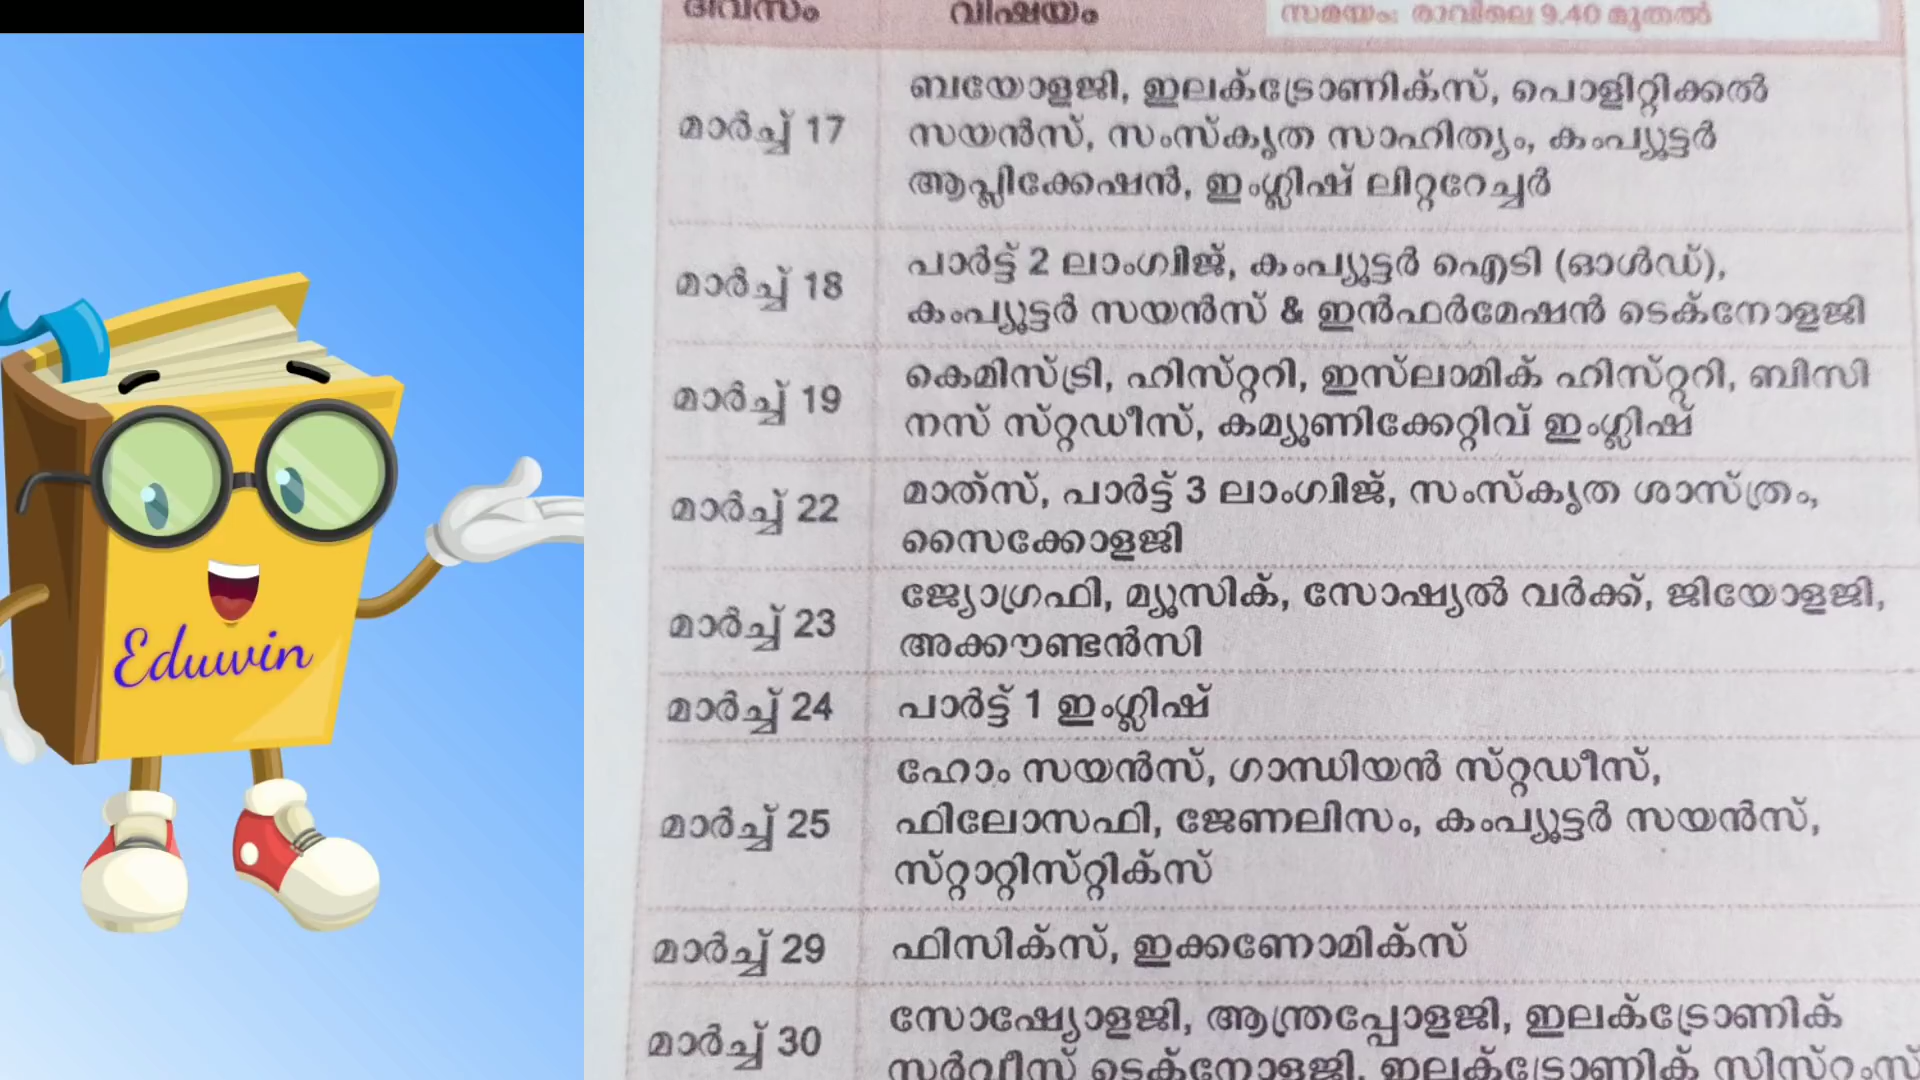 Eduwin
ദിവസം വിഷയം സമയം: രാവിലെ 9.40 മുതൽ
മാർച്ച് 17 ബയോളജി, ഇലക്ട്രോണിക്സ്, പൊളിറ്റിക്കൽ
സയൻസ്, സംസ്കൃത സാഹിത്യം, കംപ്യൂട്ടർ
ആപ്ലിക്കേഷൻ, ഇംഗ്ലിഷ് ലിറ്ററേച്ചർ
മാർച്ച് 18 പാർട്ട് 2 ലാംഗ്വിജ്, കംപ്യൂട്ടർ ഐടി (ഓൾഡ്),
കംപ്യൂട്ടർ സയൻസ് & ഇൻഫർമേഷൻ ടെക്നോളജി
മാർച്ച് 19 കെമിസ്ട്രി, ഹിസ്റ്ററി, ഇസ്‌ലാമിക് ഹിസ്റ്ററി, ബിസി
നസ് സ്റ്റഡീസ്, കമ്യൂണിക്കേറ്റിവ് ഇംഗ്ലിഷ്
മാർച്ച് 22 മാത്‌സ്, പാർട്ട് 3 ലാംഗ്വിജ്, സംസ്കൃത ശാസ്ത്രം,
സൈക്കോളജി
മാർച്ച് 23 ജ്യോഗ്രഫി, മ്യൂസിക്, സോഷ്യൽ വർക്ക്, ജിയോളജി,
അക്കൗണ്ടൻസി
മാർച്ച് 24 പാർട്ട് 1 ഇംഗ്ലിഷ്
മാർച്ച് 25 ഹോം സയൻസ്, ഗാന്ധിയൻ സ്റ്റഡീസ്,
ഫിലോസഫി, ജേണലിസം, കംപ്യൂട്ടർ സയൻസ്,
സ്റ്റാറ്റിസ്റ്റിക്സ്
മാർച്ച് 29 ഫിസിക്സ്, ഇക്കണോമിക്സ്
മാർച്ച് 30 സോഷ്യോളജി, ആന്ത്രപ്പോളജി, ഇലക്ട്രോണിക്
സർവീസ് ടെക്നോളജി, ഇലക്ട്രോണിക് സിസ്റ്റംസ്